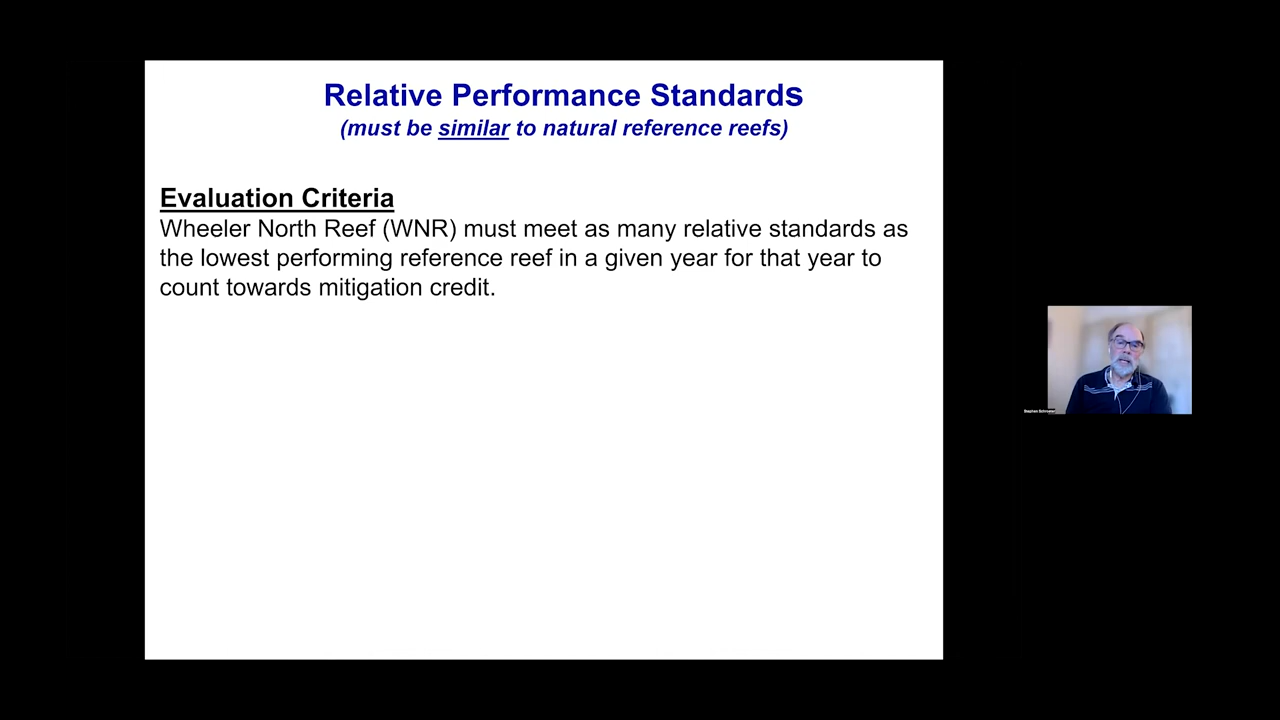 Relative Performance Standards
(must be similar to natural reference reefs)
Evaluation Criteria
Wheeler North Reef (WNR) must meet as many relative standards as
the lowest performing reference reef in a given year for that year to
count towards mitigation credit.
Stephen Schroeter